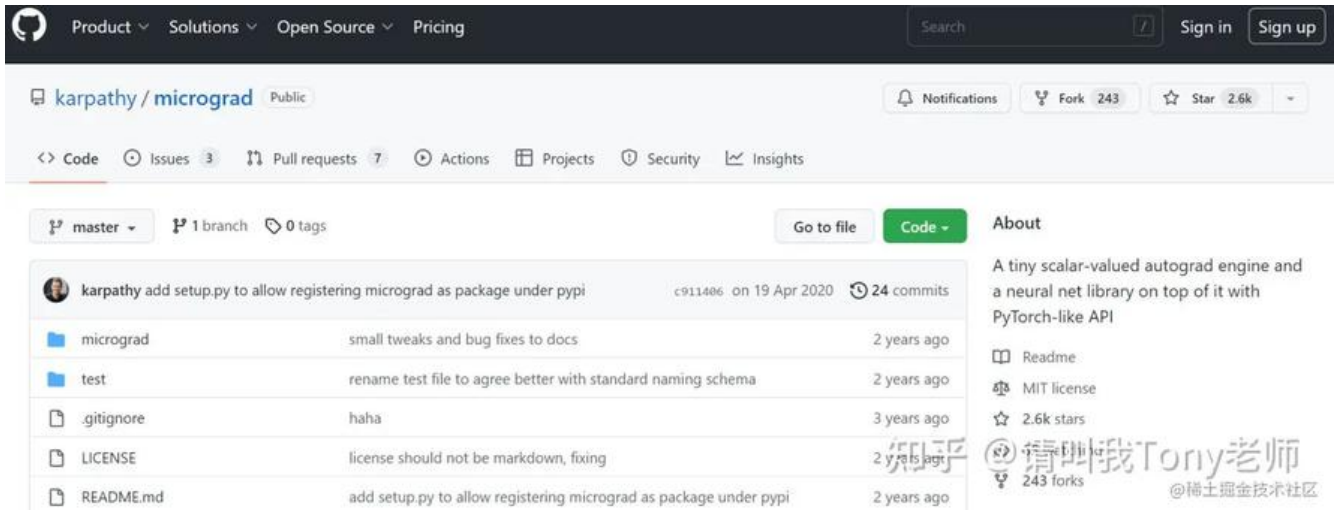 Product Solutions Open Source Pricing Search / Sign in Sign up
karpathy / micrograd Public Notifications Fork 243 Star 2.6k
Code Issues 3 Pull requests 7 Actions Projects Security Insights
master 1 branch 0 tags Go to file Code
karpathy add setup.py to allow registering micrograd as package under pypi c911406 on 19 Apr 2020 24 commits
micrograd small tweaks and bug fixes to docs 2 years ago
test rename test file to agree better with standard naming schema 2 years ago
.gitignore haha 3 years ago
LICENSE license should not be markdown, fixing 2 years ago
README.md add setup.py to allow registering micrograd as package under pypi 2 years ago
About
A tiny scalar-valued autograd engine and
a neural net library on top of it with
PyTorch-like API
Readme
MIT license
2.6k stars
243 forks
知乎 @请叫我Tony老师
@稀土掘金技术社区